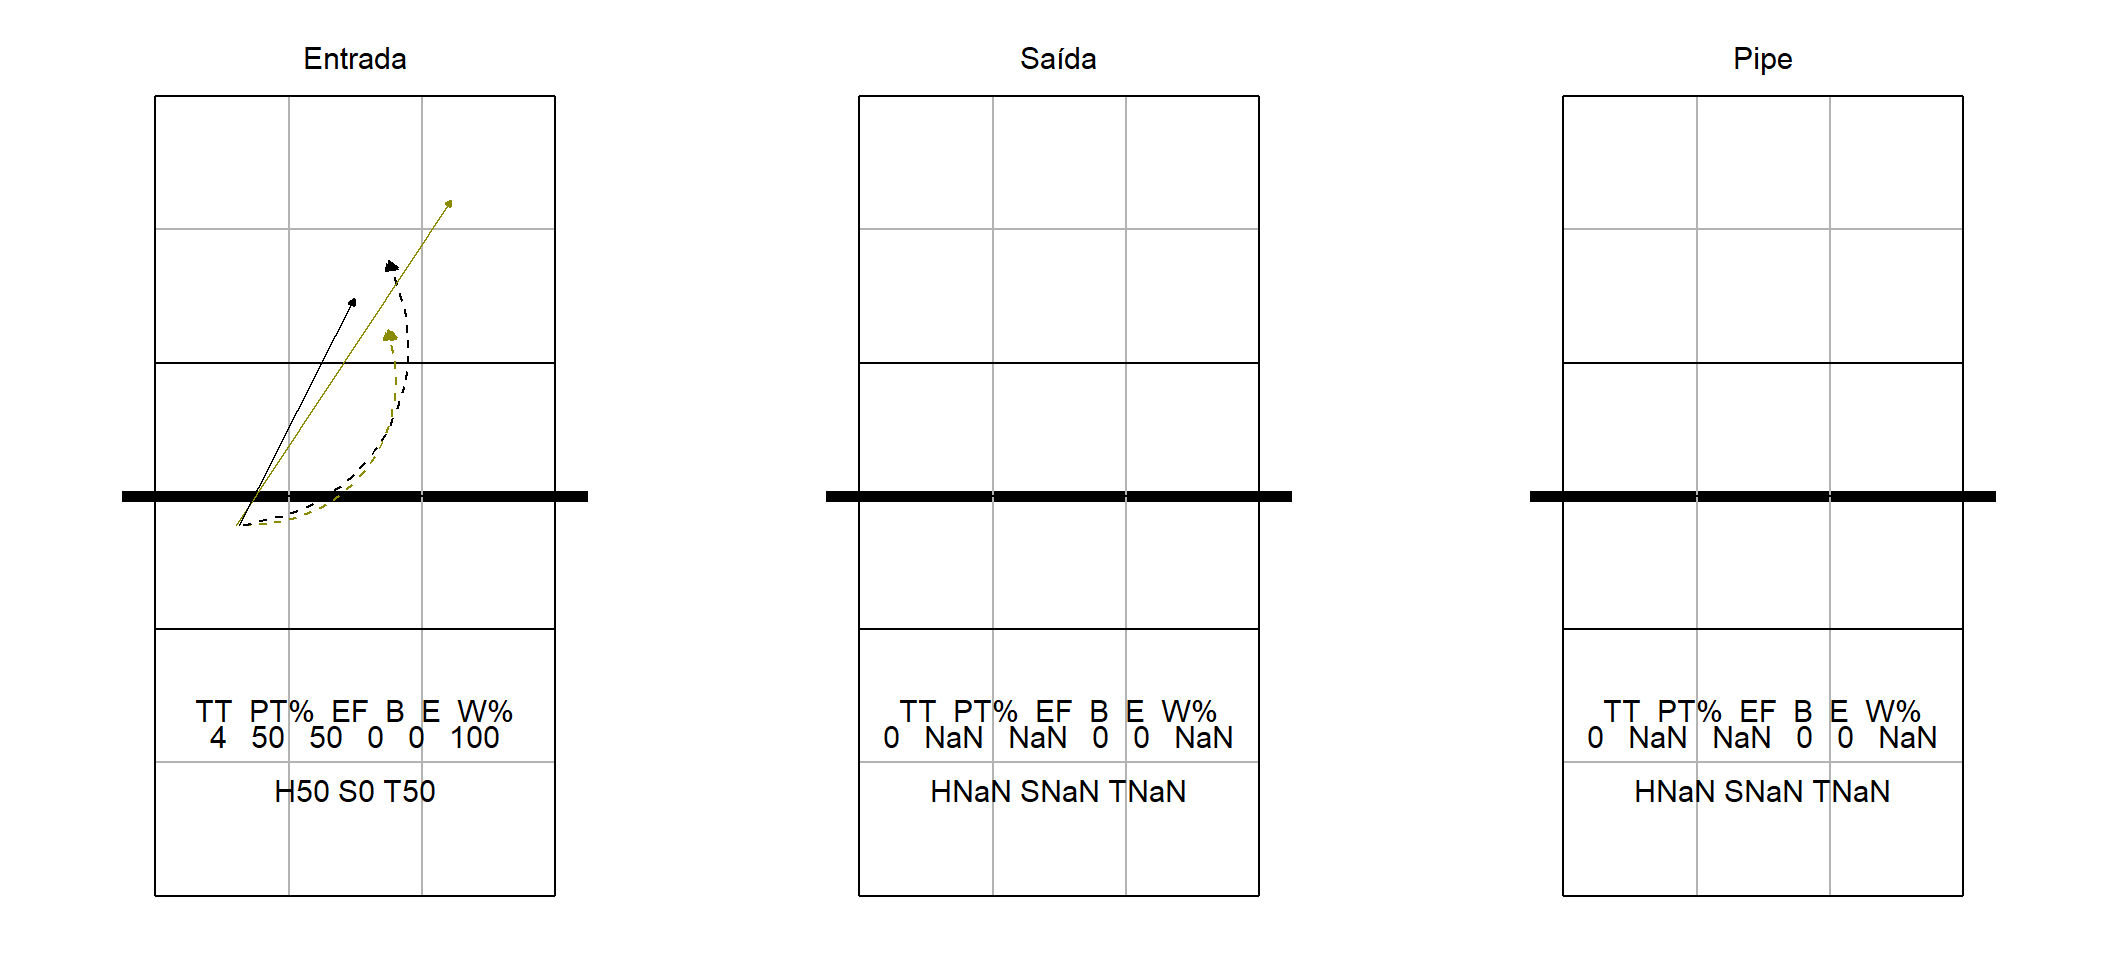 Entrada
TT PT% EF B E W%
4 50 50 0 0 100
H50 S0 T50
Saída
TT PT% EF B E W%
0 NaN NaN 0 0 NaN
HNaN SNaN TNaN
Pipe
TT PT% EF B E W%
0 NaN NaN 0 0 NaN
HNaN SNaN TNaN